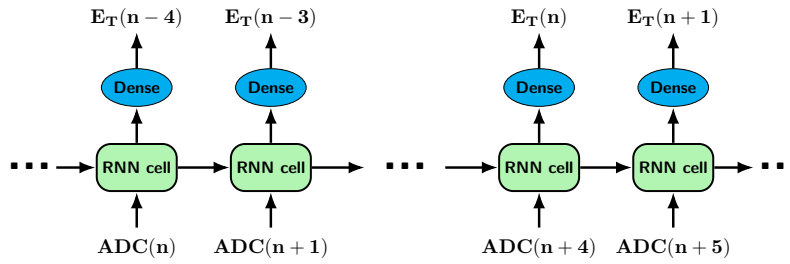 E_T(n − 4) E_T(n − 3) E_T(n) E_T(n + 1)
Dense Dense Dense Dense
... RNN cell RNN cell ... RNN cell RNN cell ..
ADC(n) ADC(n + 1) ADC(n + 4) ADC(n + 5)